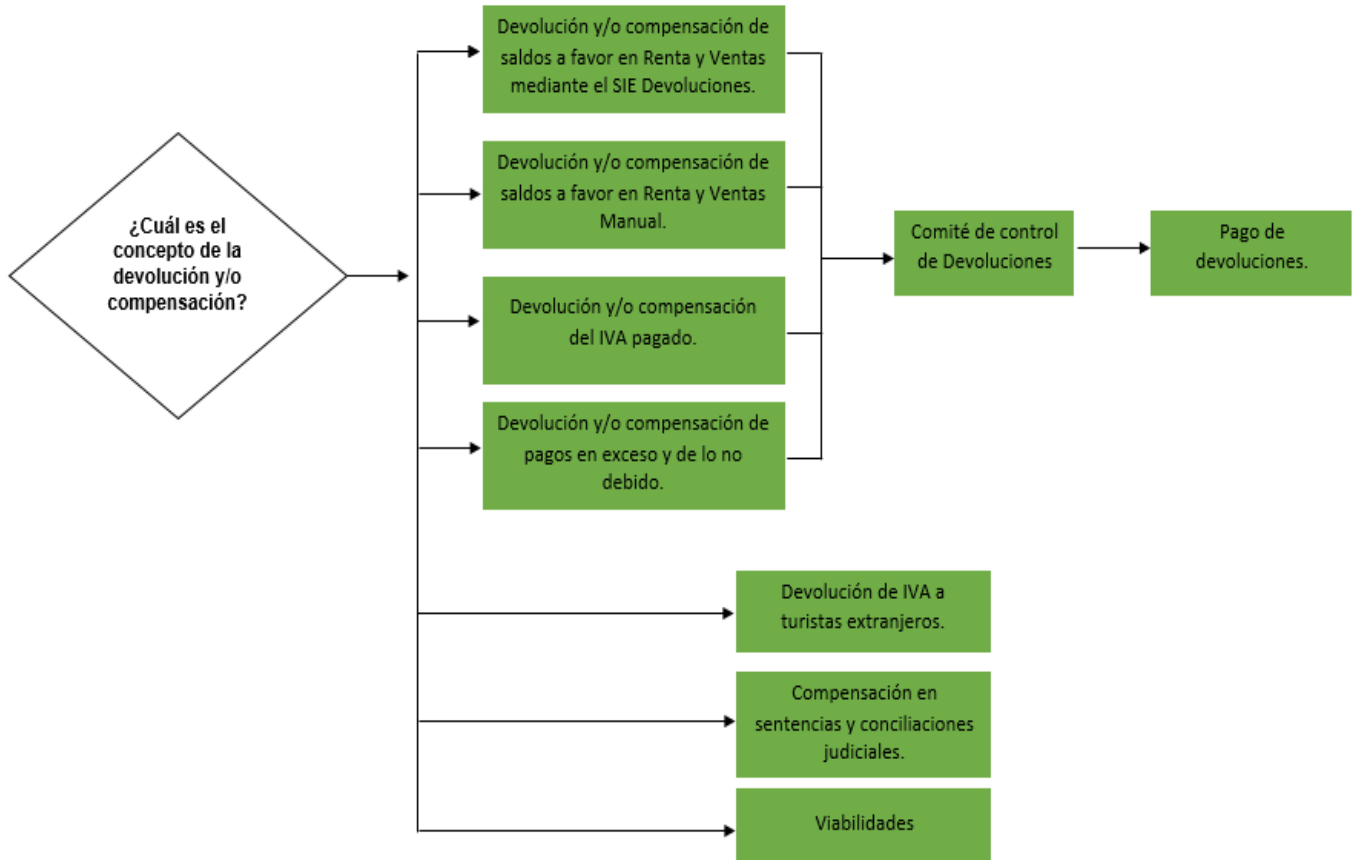 ¿Cuál es el
concepto de la
devolución y/o
compensación?
Devolución y/o compensación de
saldos a favor en Renta y Ventas
mediante el SIE Devoluciones.
Devolución y/o compensación de
saldos a favor en Renta y Ventas
Manual.
Devolución y/o compensación
del IVA pagado.
Devolución y/o compensación de
pagos en exceso y de lo no
debido.
Comité de control
de Devoluciones
Pago de
devoluciones.
Devolución de IVA a
turistas extranjeros.
Compensación en
sentencias y conciliaciones
judiciales.
Viabilidades